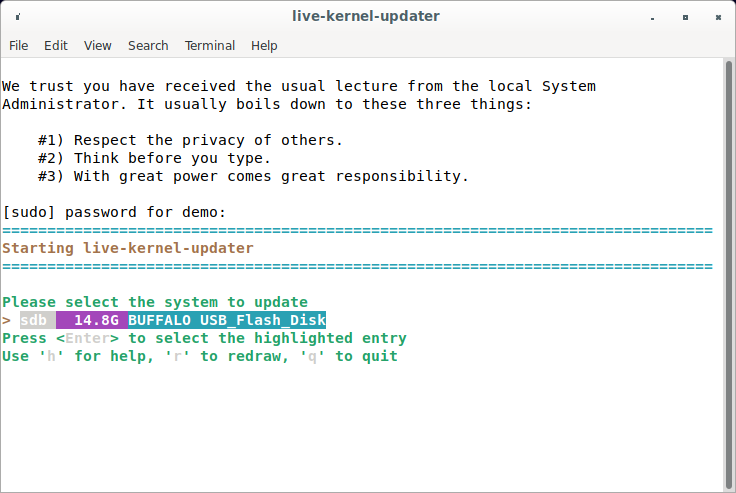 live-kernel-updater
File Edit View Search Terminal Help
We trust you have received the usual lecture from the local System
Administrator. It usually boils down to these three things:
#1) Respect the privacy of others.
#2) Think before you type.
#3) With great power comes great responsibility.
[sudo] password for demo:
===============================================================================
Starting live-kernel-updater
===============================================================================
Please select the system to update
> sdb 14.8G BUFFALO USB_Flash_Disk
Press <Enter> to select the highlighted entry
Use 'h' for help, 'r' to redraw, 'q' to quit